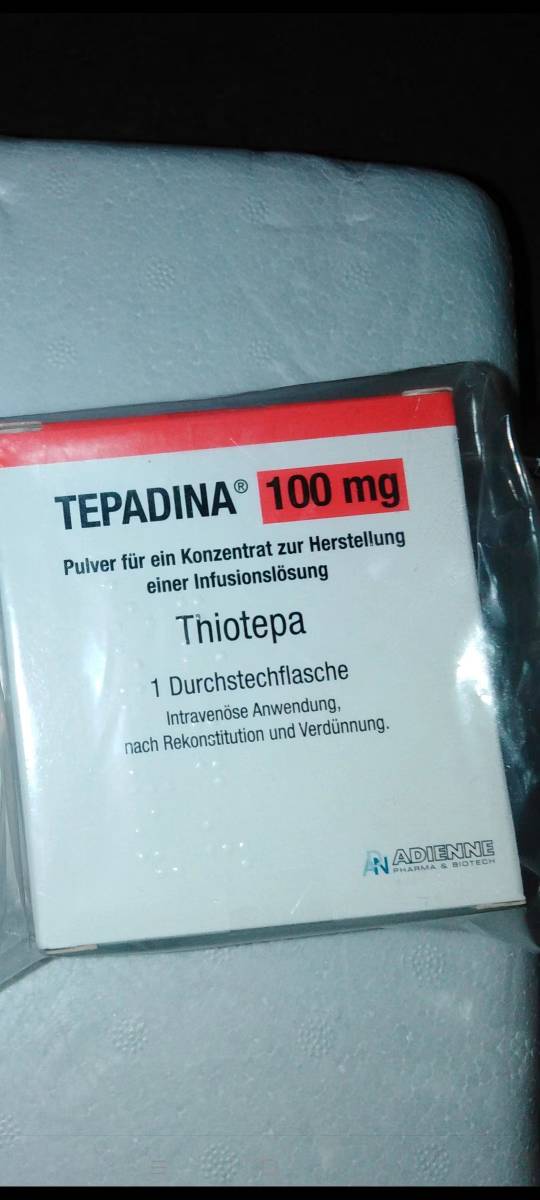 TEPADINA® 100 mg
Pulver für ein Konzentrat zur Herstellung
einer Infusionslösung
Thiotepa
1 Durchstechflasche
Intravenöse Anwendung,
nach Rekonstitution und Verdünnung.
ADIENNE
PHARMA & BIOTECH